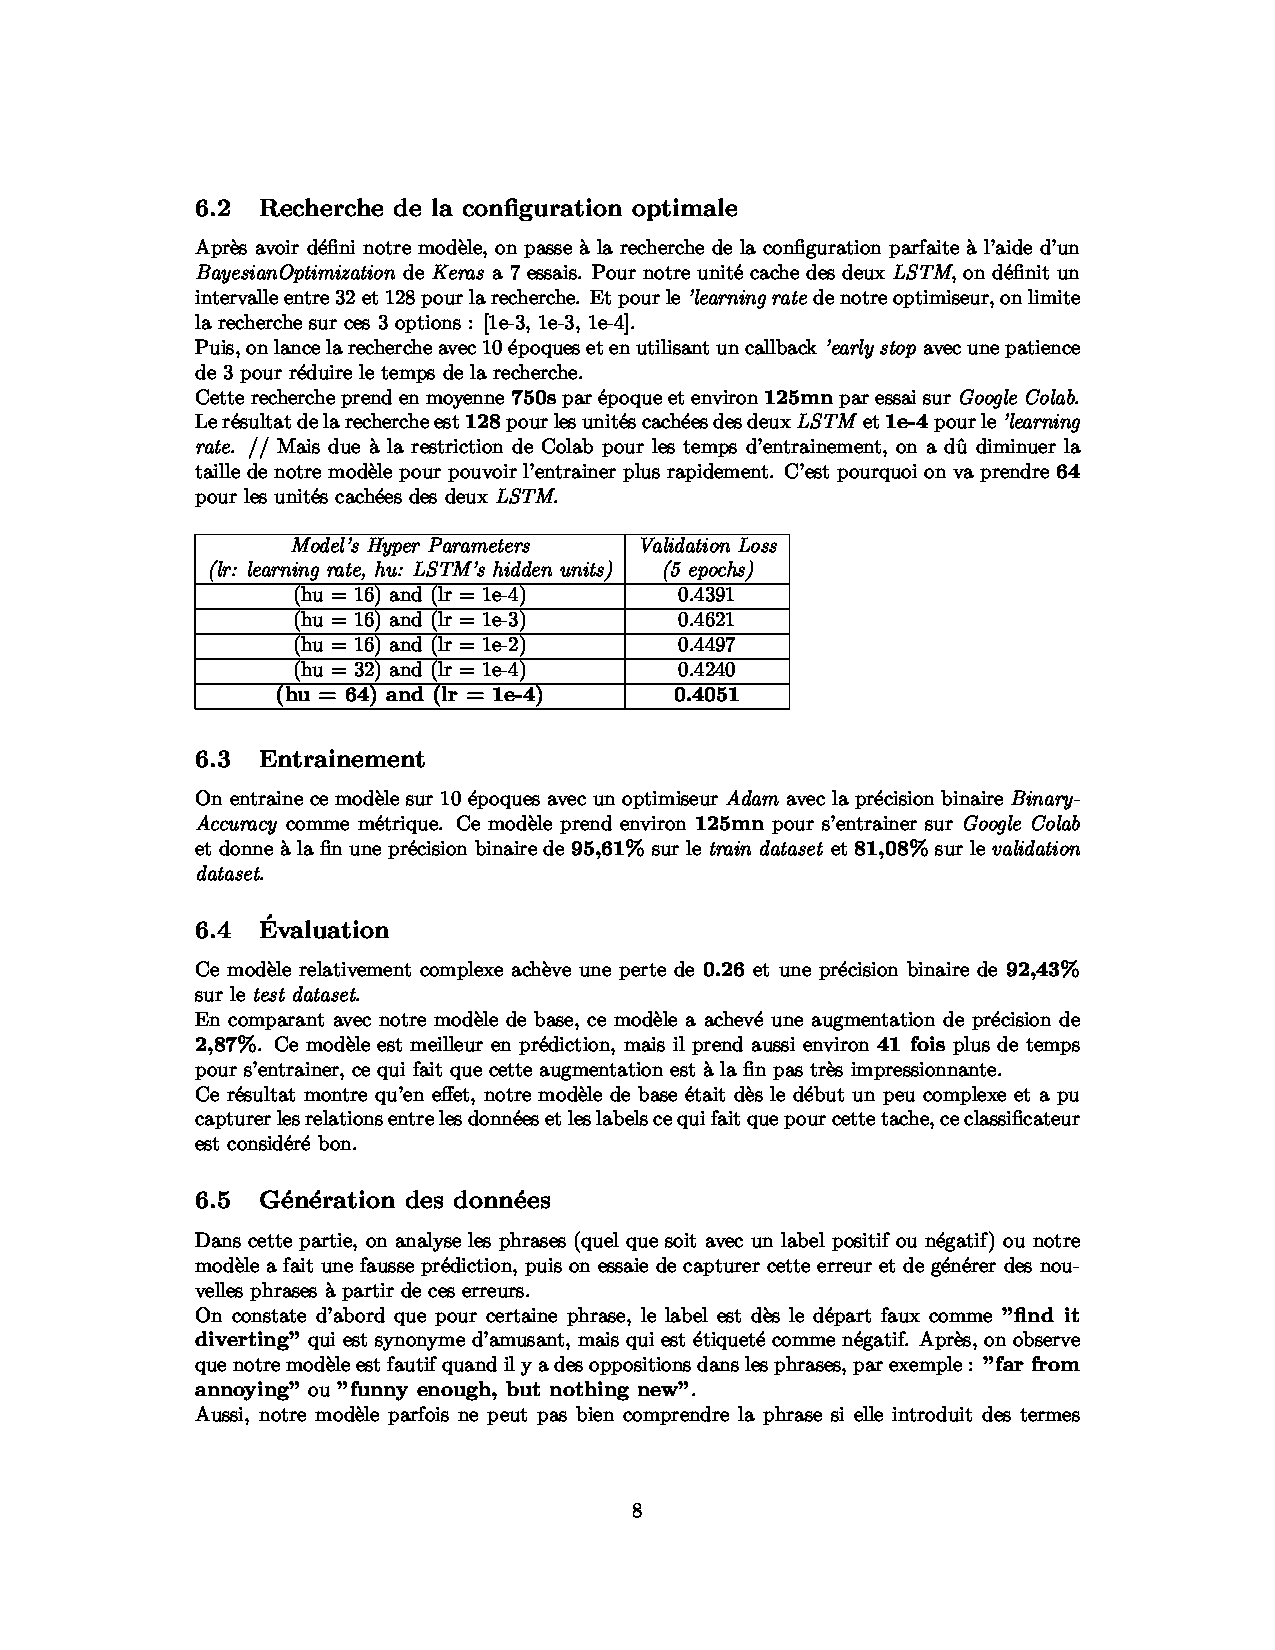 6.2 Recherche de la configuration optimale
Après avoir défini notre modèle, on passe à la recherche de la configuration parfaite à l'aide d'un
BayesianOptimization de Keras a 7 essais. Pour notre unité cache des deux LSTM, on définit un
intervalle entre 32 et 128 pour la recherche. Et pour le 'learning rate de notre optimiseur, on limite
la recherche sur ces 3 options : [1e-3, 1e-3, 1e-4].
Puis, on lance la recherche avec 10 époques et en utilisant un callback 'early stop avec une patience
de 3 pour réduire le temps de la recherche.
Cette recherche prend en moyenne 750s par époque et environ 125mn par essai sur Google Colab.
Le résultat de la recherche est 128 pour les unités cachées des deux LSTM et 1e-4 pour le 'learning
rate. // Mais due à la restriction de Colab pour les temps d'entrainement, on a dû diminuer la
taille de notre modèle pour pouvoir l'entrainer plus rapidement. C'est pourquoi on va prendre 64
pour les unités cachées des deux LSTM.
Model's Hyper Parameters Validation Loss
(lr: learning rate, hu: LSTM's hidden units) (5 epochs)
(hu = 16) and (lr = 1e-4) 0.4391
(hu = 16) and (lr = 1e-3) 0.4621
(hu = 16) and (lr = 1e-2) 0.4497
(hu = 32) and (lr = 1e-4) 0.4240
(hu = 64) and (lr = 1e-4) 0.4051
6.3 Entrainement
On entraine ce modèle sur 10 époques avec un optimiseur Adam avec la précision binaire Binary-
Accuracy comme métrique. Ce modèle prend environ 125mn pour s'entrainer sur Google Colab
et donne à la fin une précision binaire de 95,61% sur le train dataset et 81,08% sur le validation
dataset.
6.4 Évaluation
Ce modèle relativement complexe achève une perte de 0.26 et une précision binaire de 92,43%
sur le test dataset.
En comparant avec notre modèle de base, ce modèle a achevé une augmentation de précision de
2,87%. Ce modèle est meilleur en prédiction, mais il prend aussi environ 41 fois plus de temps
pour s'entrainer, ce qui fait que cette augmentation est à la fin pas très impressionnante.
Ce résultat montre qu'en effet, notre modèle de base était dès le début un peu complexe et a pu
capturer les relations entre les données et les labels ce qui fait que pour cette tache, ce classificateur
est considéré bon.
6.5 Génération des données
Dans cette partie, on analyse les phrases (quel que soit avec un label positif ou négatif) ou notre
modèle a fait une fausse prédiction, puis on essaie de capturer cette erreur et de générer des nou-
velles phrases à partir de ces erreurs.
On constate d'abord que pour certaine phrase, le label est dès le départ faux comme "find it
diverting" qui est synonyme d'amusant, mais qui est étiqueté comme négatif. Après, on observe
que notre modèle est fautif quand il y a des oppositions dans les phrases, par exemple : "far from
annoying" ou "funny enough, but nothing new".
Aussi, notre modèle parfois ne peut pas bien comprendre la phrase si elle introduit des termes
8